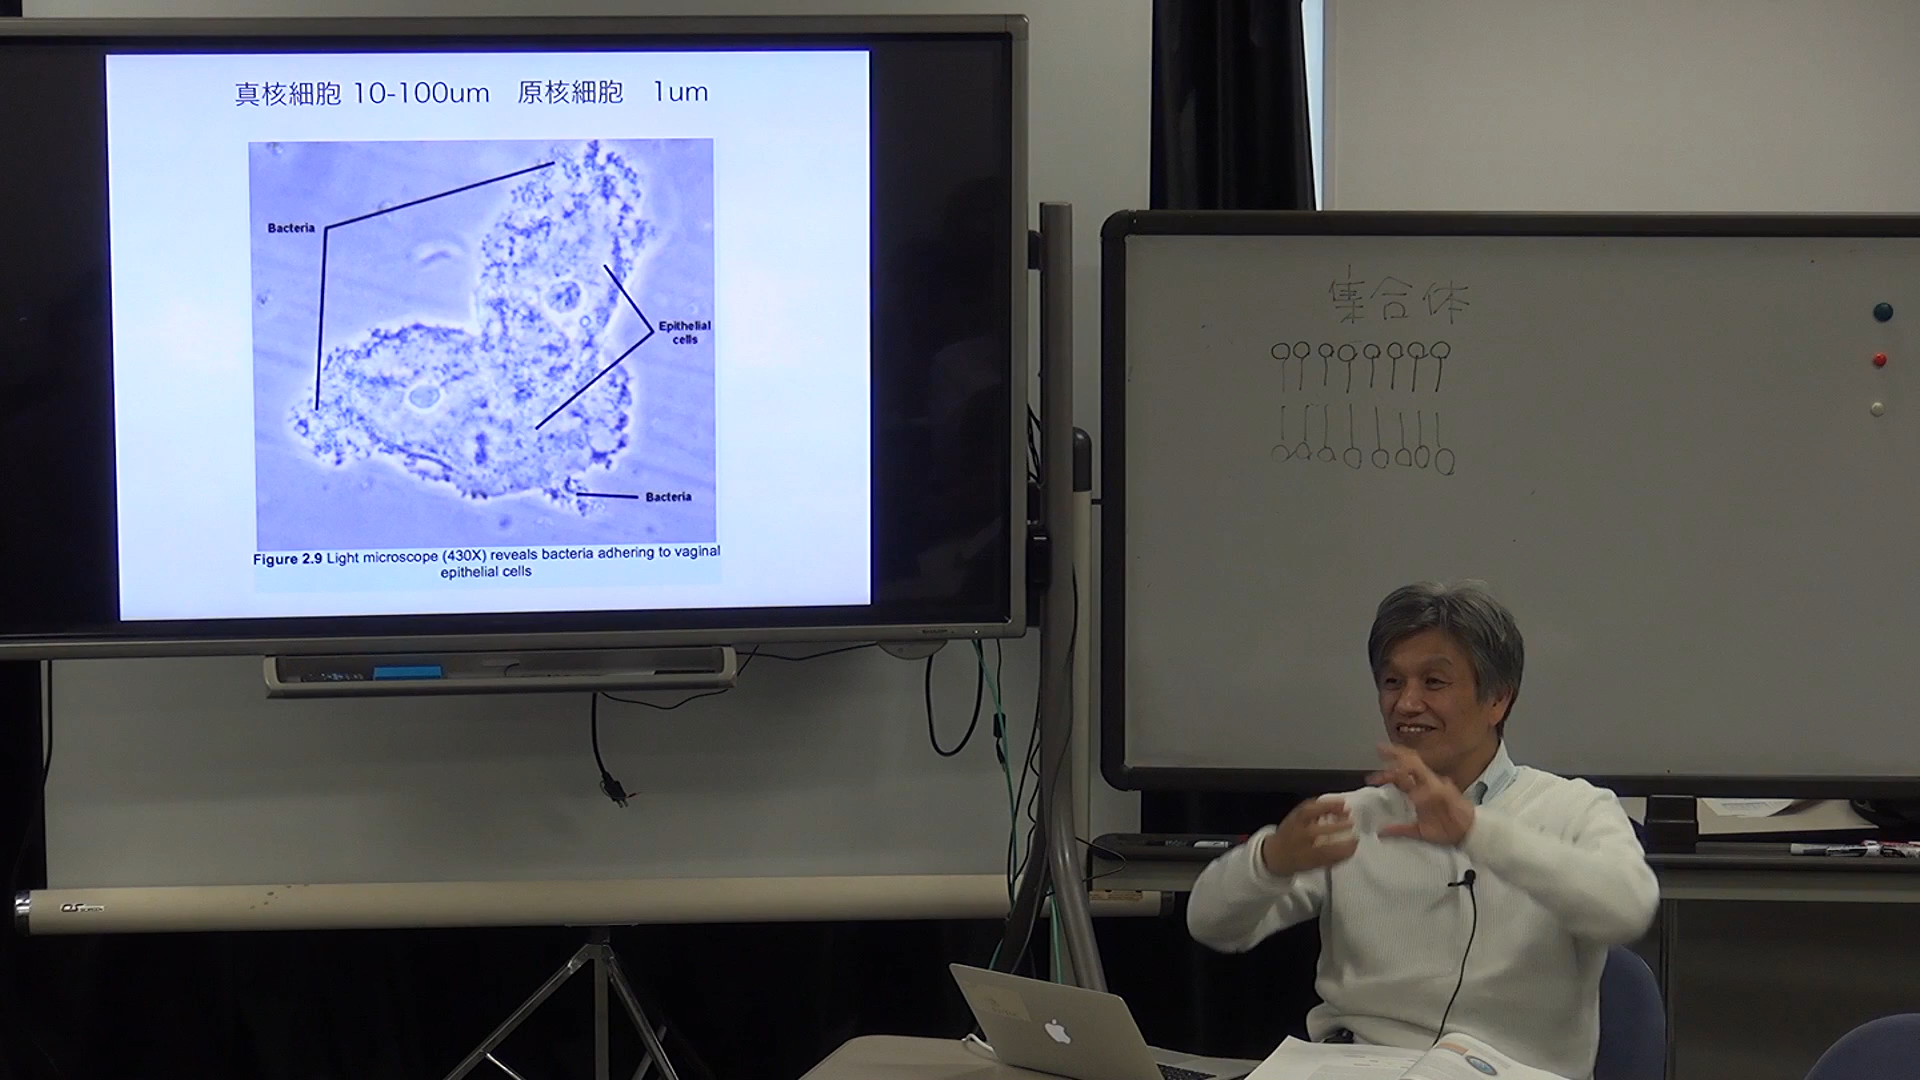 真核細胞 10-100um　原核細胞　1um
Bacteria
Epithelial
cells
Bacteria
Figure 2.9 Light microscope (430X) reveals bacteria adhering to vaginal
epithelial cells
集合体